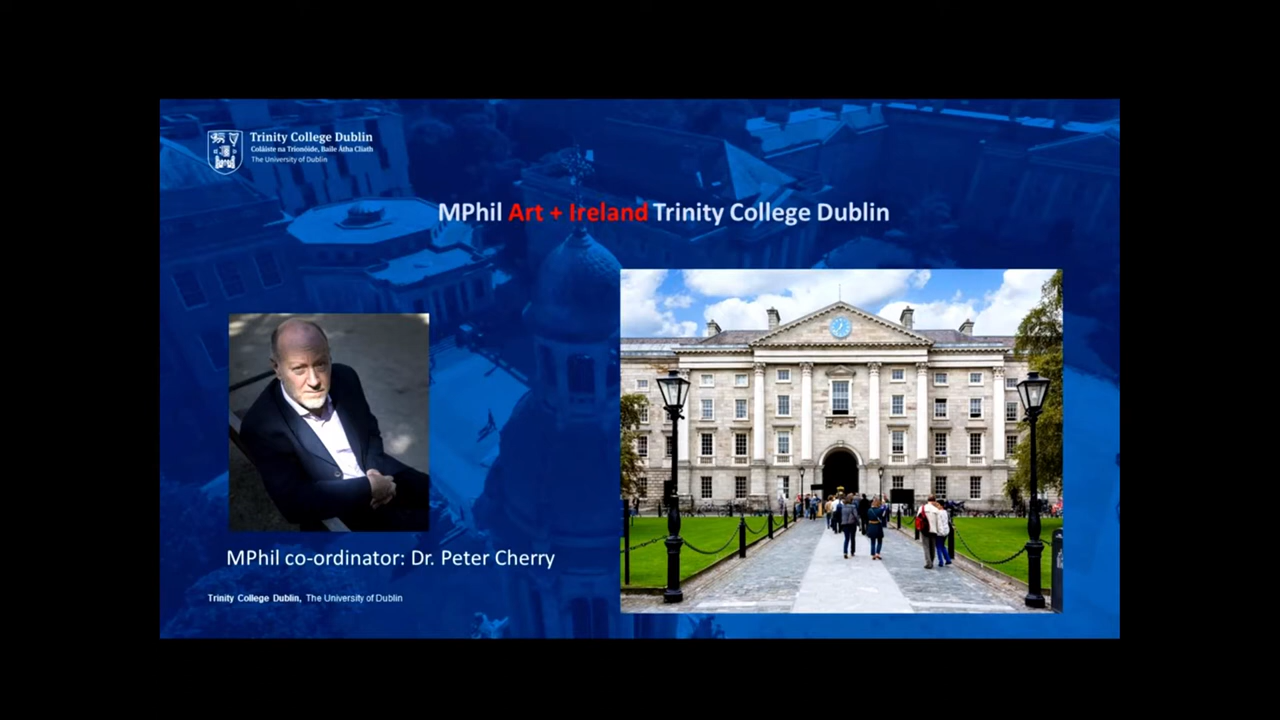 Trinity College Dublin
Coláiste na Tríonóide, Baile Átha Cliath
The University of Dublin
MPhil Art + Ireland Trinity College Dublin
MPhil co-ordinator: Dr. Peter Cherry
Trinity College Dublin, The University of Dublin